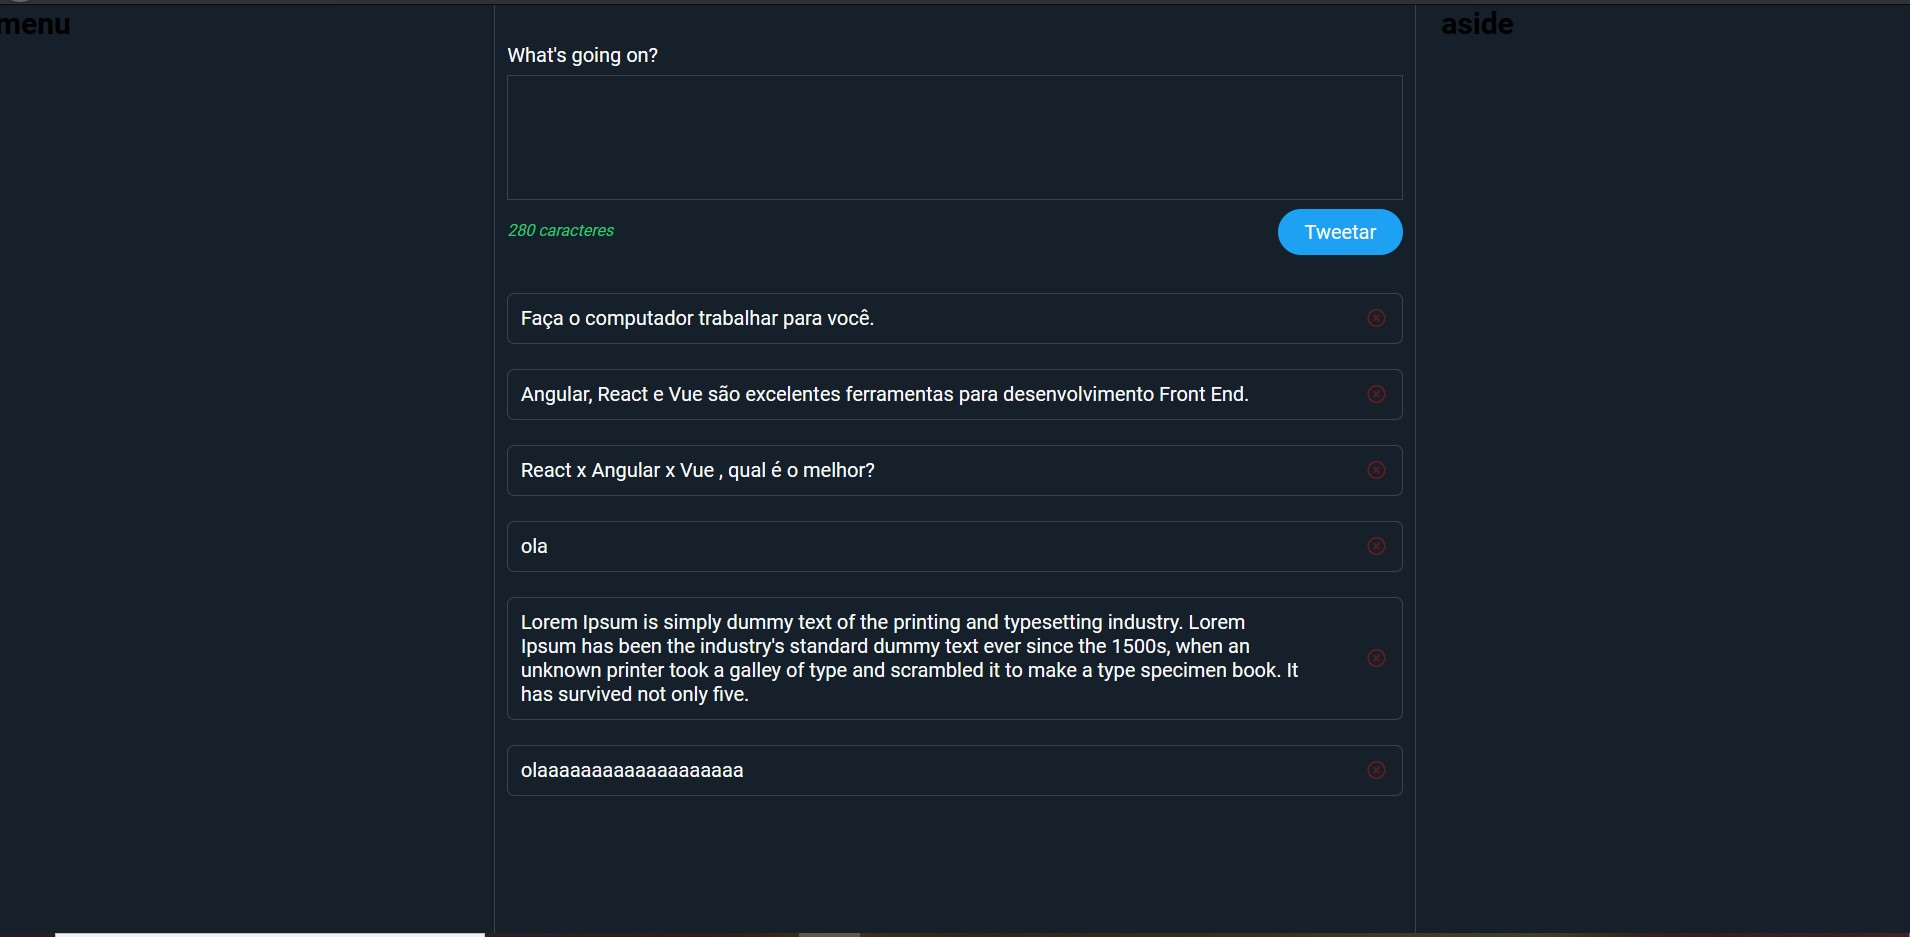 menu
aside
What's going on?
280 caracteres
Tweetar
Faça o computador trabalhar para você.
Angular, React e Vue são excelentes ferramentas para desenvolvimento Front End.
React x Angular x Vue , qual é o melhor?
ola
Lorem Ipsum is simply dummy text of the printing and typesetting industry. Lorem
Ipsum has been the industry's standard dummy text ever since the 1500s, when an
unknown printer took a galley of type and scrambled it to make a type specimen book. It
has survived not only five.
olaaaaaaaaaaaaaaaaaaa